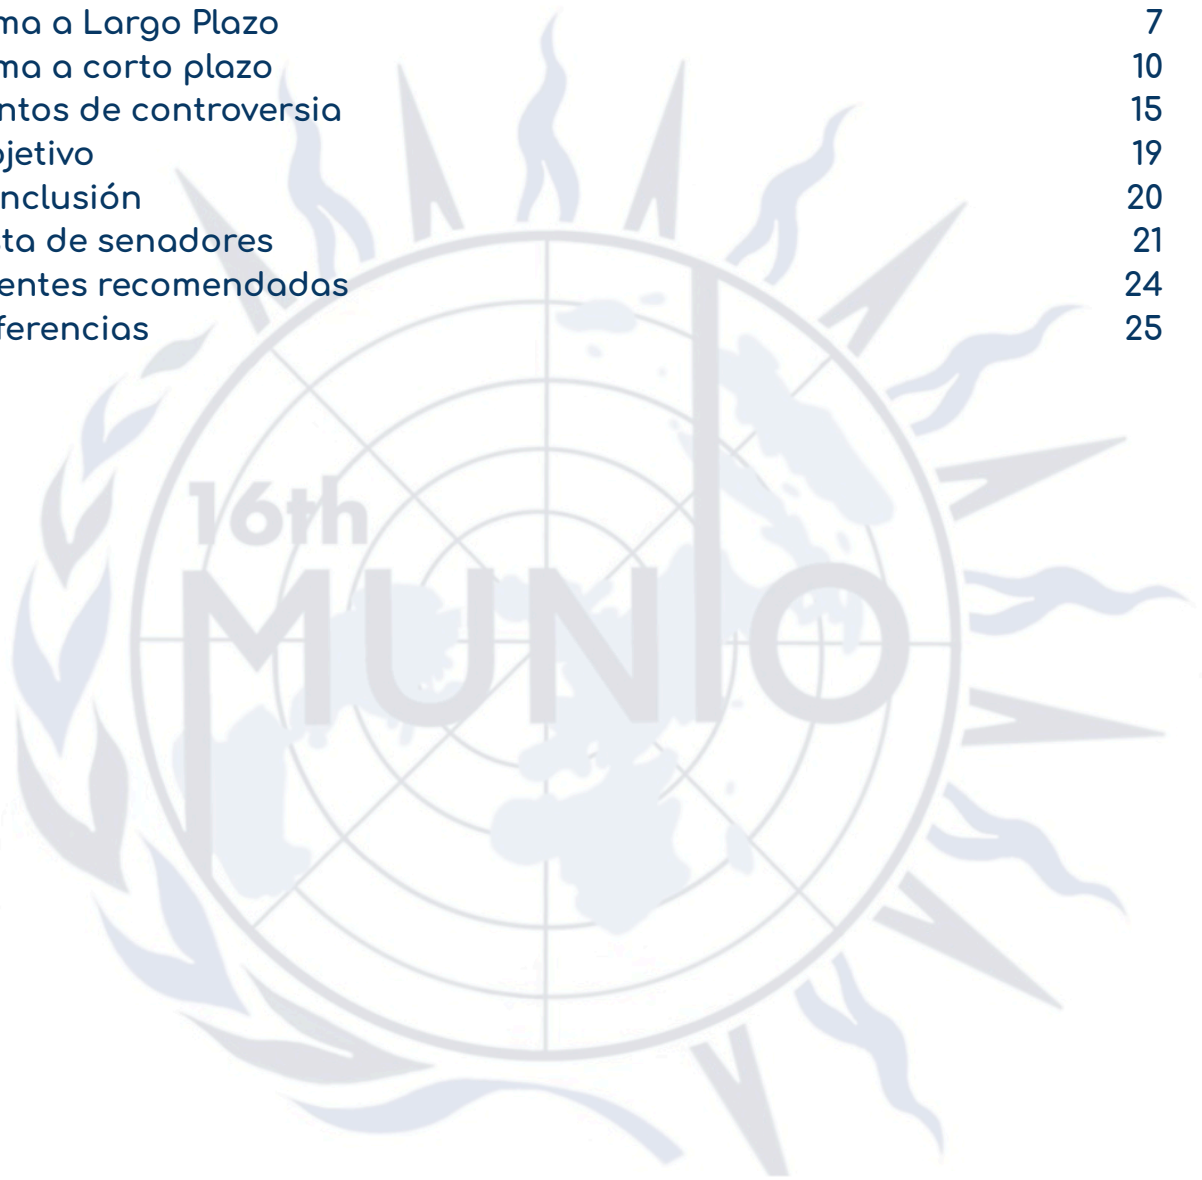 ma a Largo Plazo 7
ma a corto plazo 10
ntos de controversia 15
jetivo 19
nclusión 20
ta de senadores 21
entes recomendadas 24
ferencias 25
16th
MUNIO